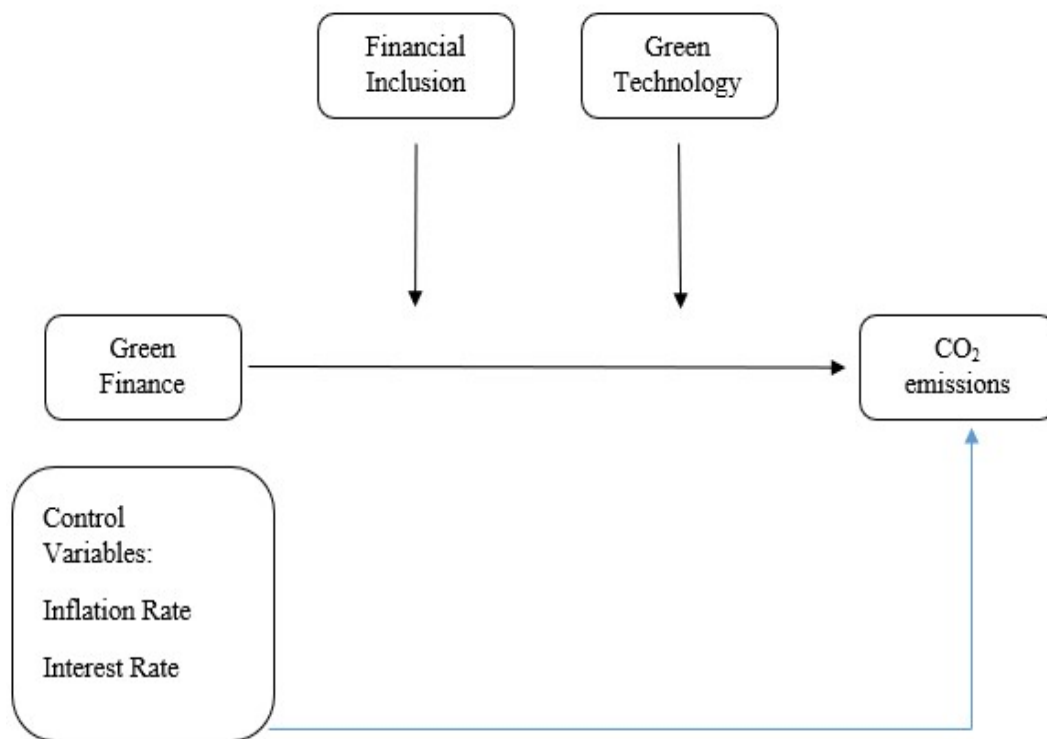 Financial
Inclusion
Green
Technology
Green
Finance
CO₂
emissions
Control
Variables:
Inflation Rate
Interest Rate